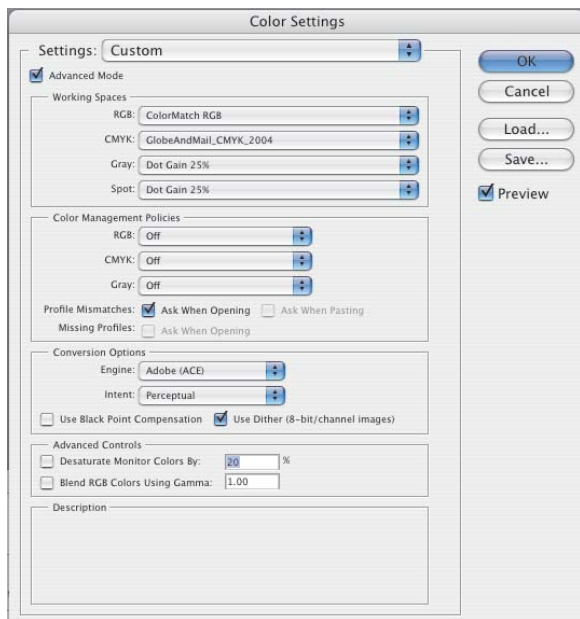 Color Settings
Settings: Custom
Advanced Mode
Working Spaces
RGB: ColorMatch RGB
CMYK: GlobeAndMail_CMYK_2004
Gray: Dot Gain 25%
Spot: Dot Gain 25%
Color Management Policies
RGB: Off
CMYK: Off
Gray: Off
Profile Mismatches: Ask When Opening Ask When Pasting
Missing Profiles: Ask When Opening
Conversion Options
Engine: Adobe (ACE)
Intent: Perceptual
Use Black Point Compensation Use Dither (8-bit/channel images)
Advanced Controls
Desaturate Monitor Colors By: 20 %
Blend RGB Colors Using Gamma: 1.00
Description
OK
Cancel
Load...
Save...
Preview